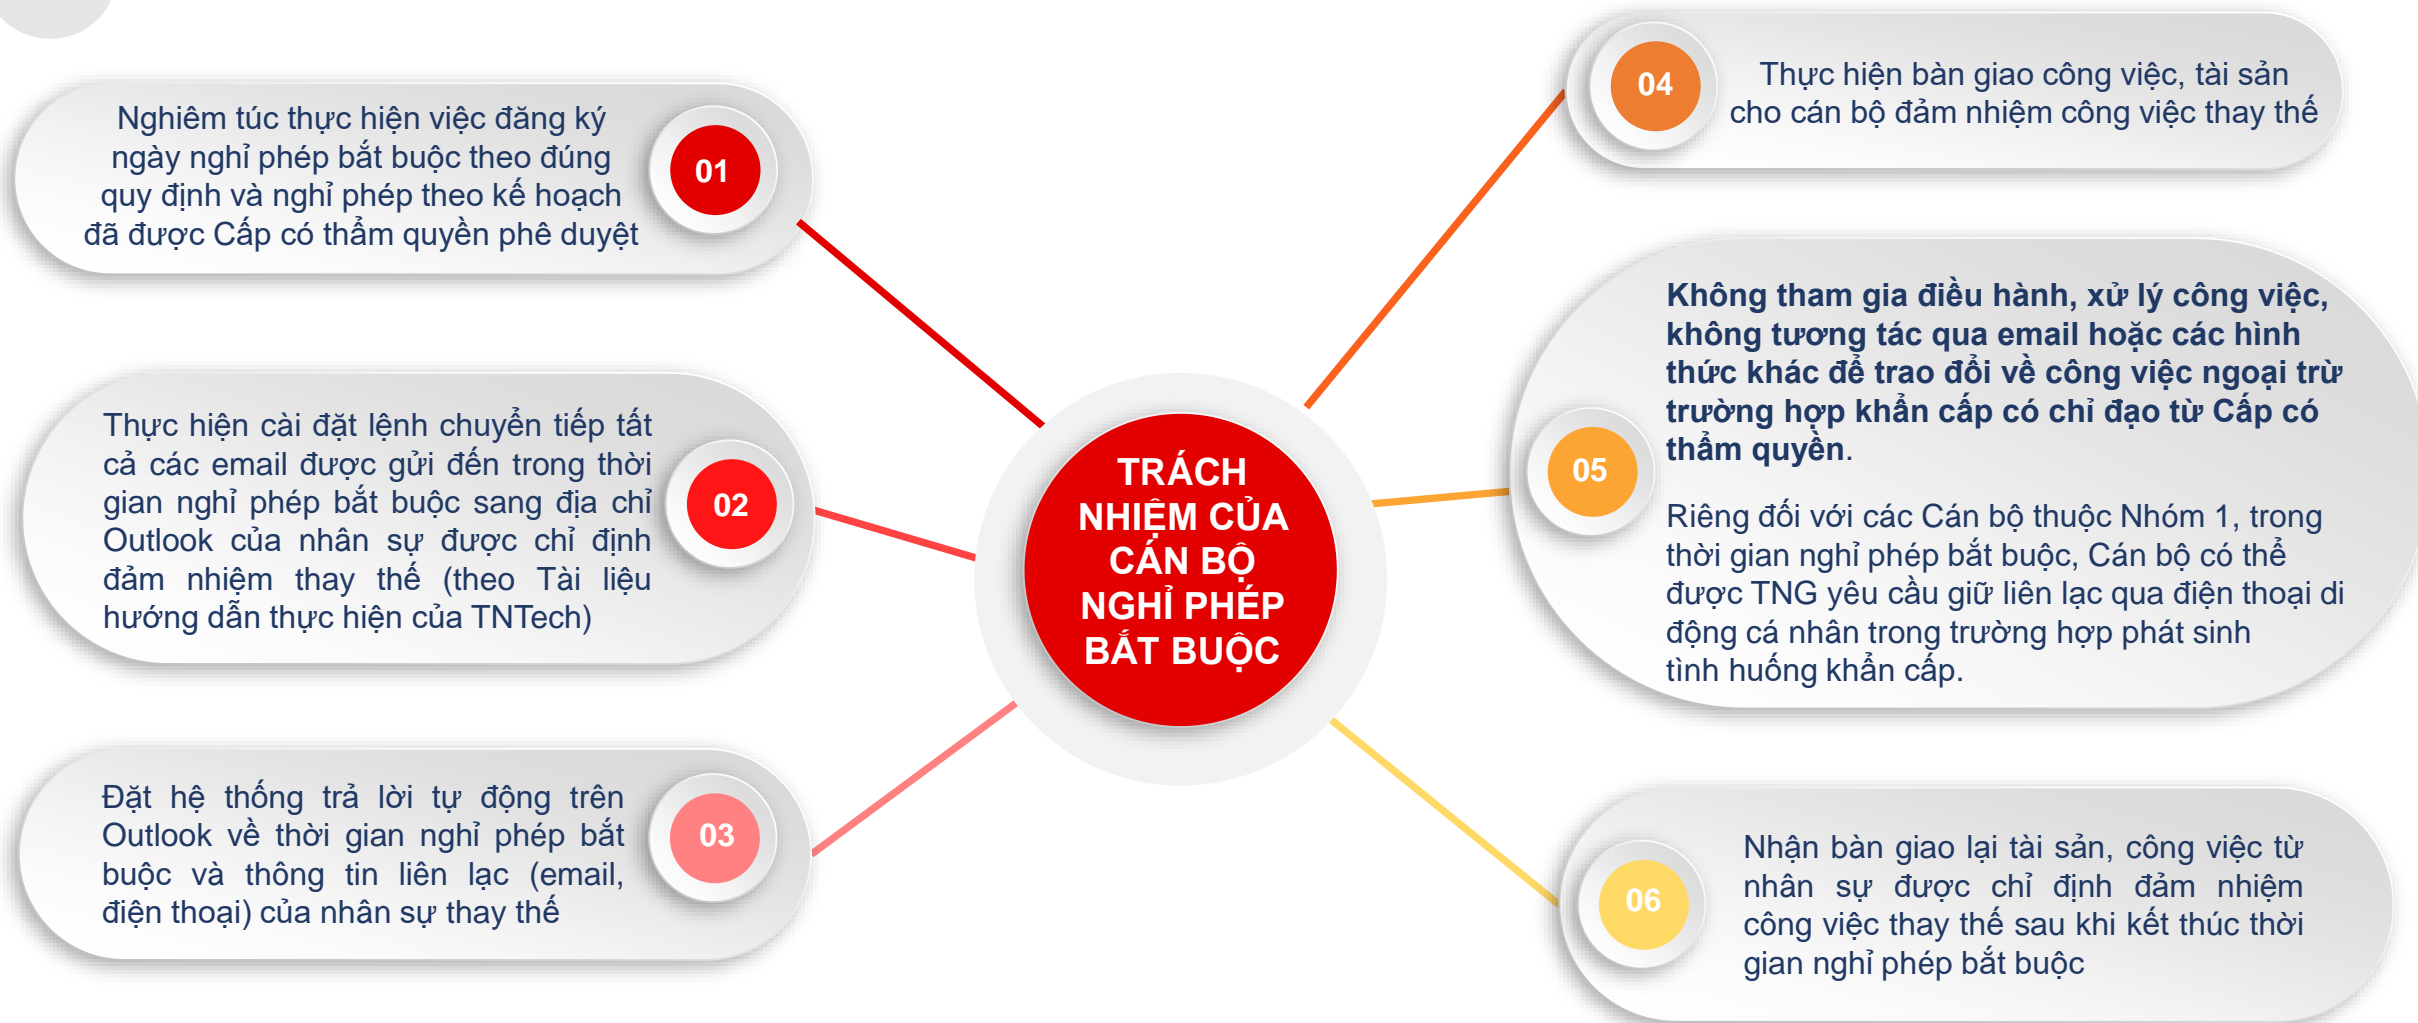 Nghiêm túc thực hiện việc đăng ký
ngày nghỉ phép bắt buộc theo đúng
quy định và nghỉ phép theo kế hoạch
đã được Cấp có thẩm quyền phê duyệt
01
Thực hiện cài đặt lệnh chuyển tiếp tất
cả các email được gửi đến trong thời
gian nghỉ phép bắt buộc sang địa chỉ
Outlook của nhân sự được chỉ định
đảm nhiệm thay thế (theo Tài liệu
hướng dẫn thực hiện của TNTech)
02
Đặt hệ thống trả lời tự động trên
Outlook về thời gian nghỉ phép bắt
buộc và thông tin liên lạc (email,
điện thoại) của nhân sự thay thế
03
TRÁCH
NHIỆM CỦA
CÁN BỘ
NGHỈ PHÉP
BẮT BUỘC
04
Thực hiện bàn giao công việc, tài sản
cho cán bộ đảm nhiệm công việc thay thế
05
Không tham gia điều hành, xử lý công việc,
không tương tác qua email hoặc các hình
thức khác để trao đổi về công việc ngoại trừ
trường hợp khẩn cấp có chỉ đạo từ Cấp có
thẩm quyền.
Riêng đối với các Cán bộ thuộc Nhóm 1, trong
thời gian nghỉ phép bắt buộc, Cán bộ có thể
được TNG yêu cầu giữ liên lạc qua điện thoại di
động cá nhân trong trường hợp phát sinh
tình huống khẩn cấp.
06
Nhận bàn giao lại tài sản, công việc từ
nhân sự được chỉ định đảm nhiệm
công việc thay thế sau khi kết thúc thời
gian nghỉ phép bắt buộc